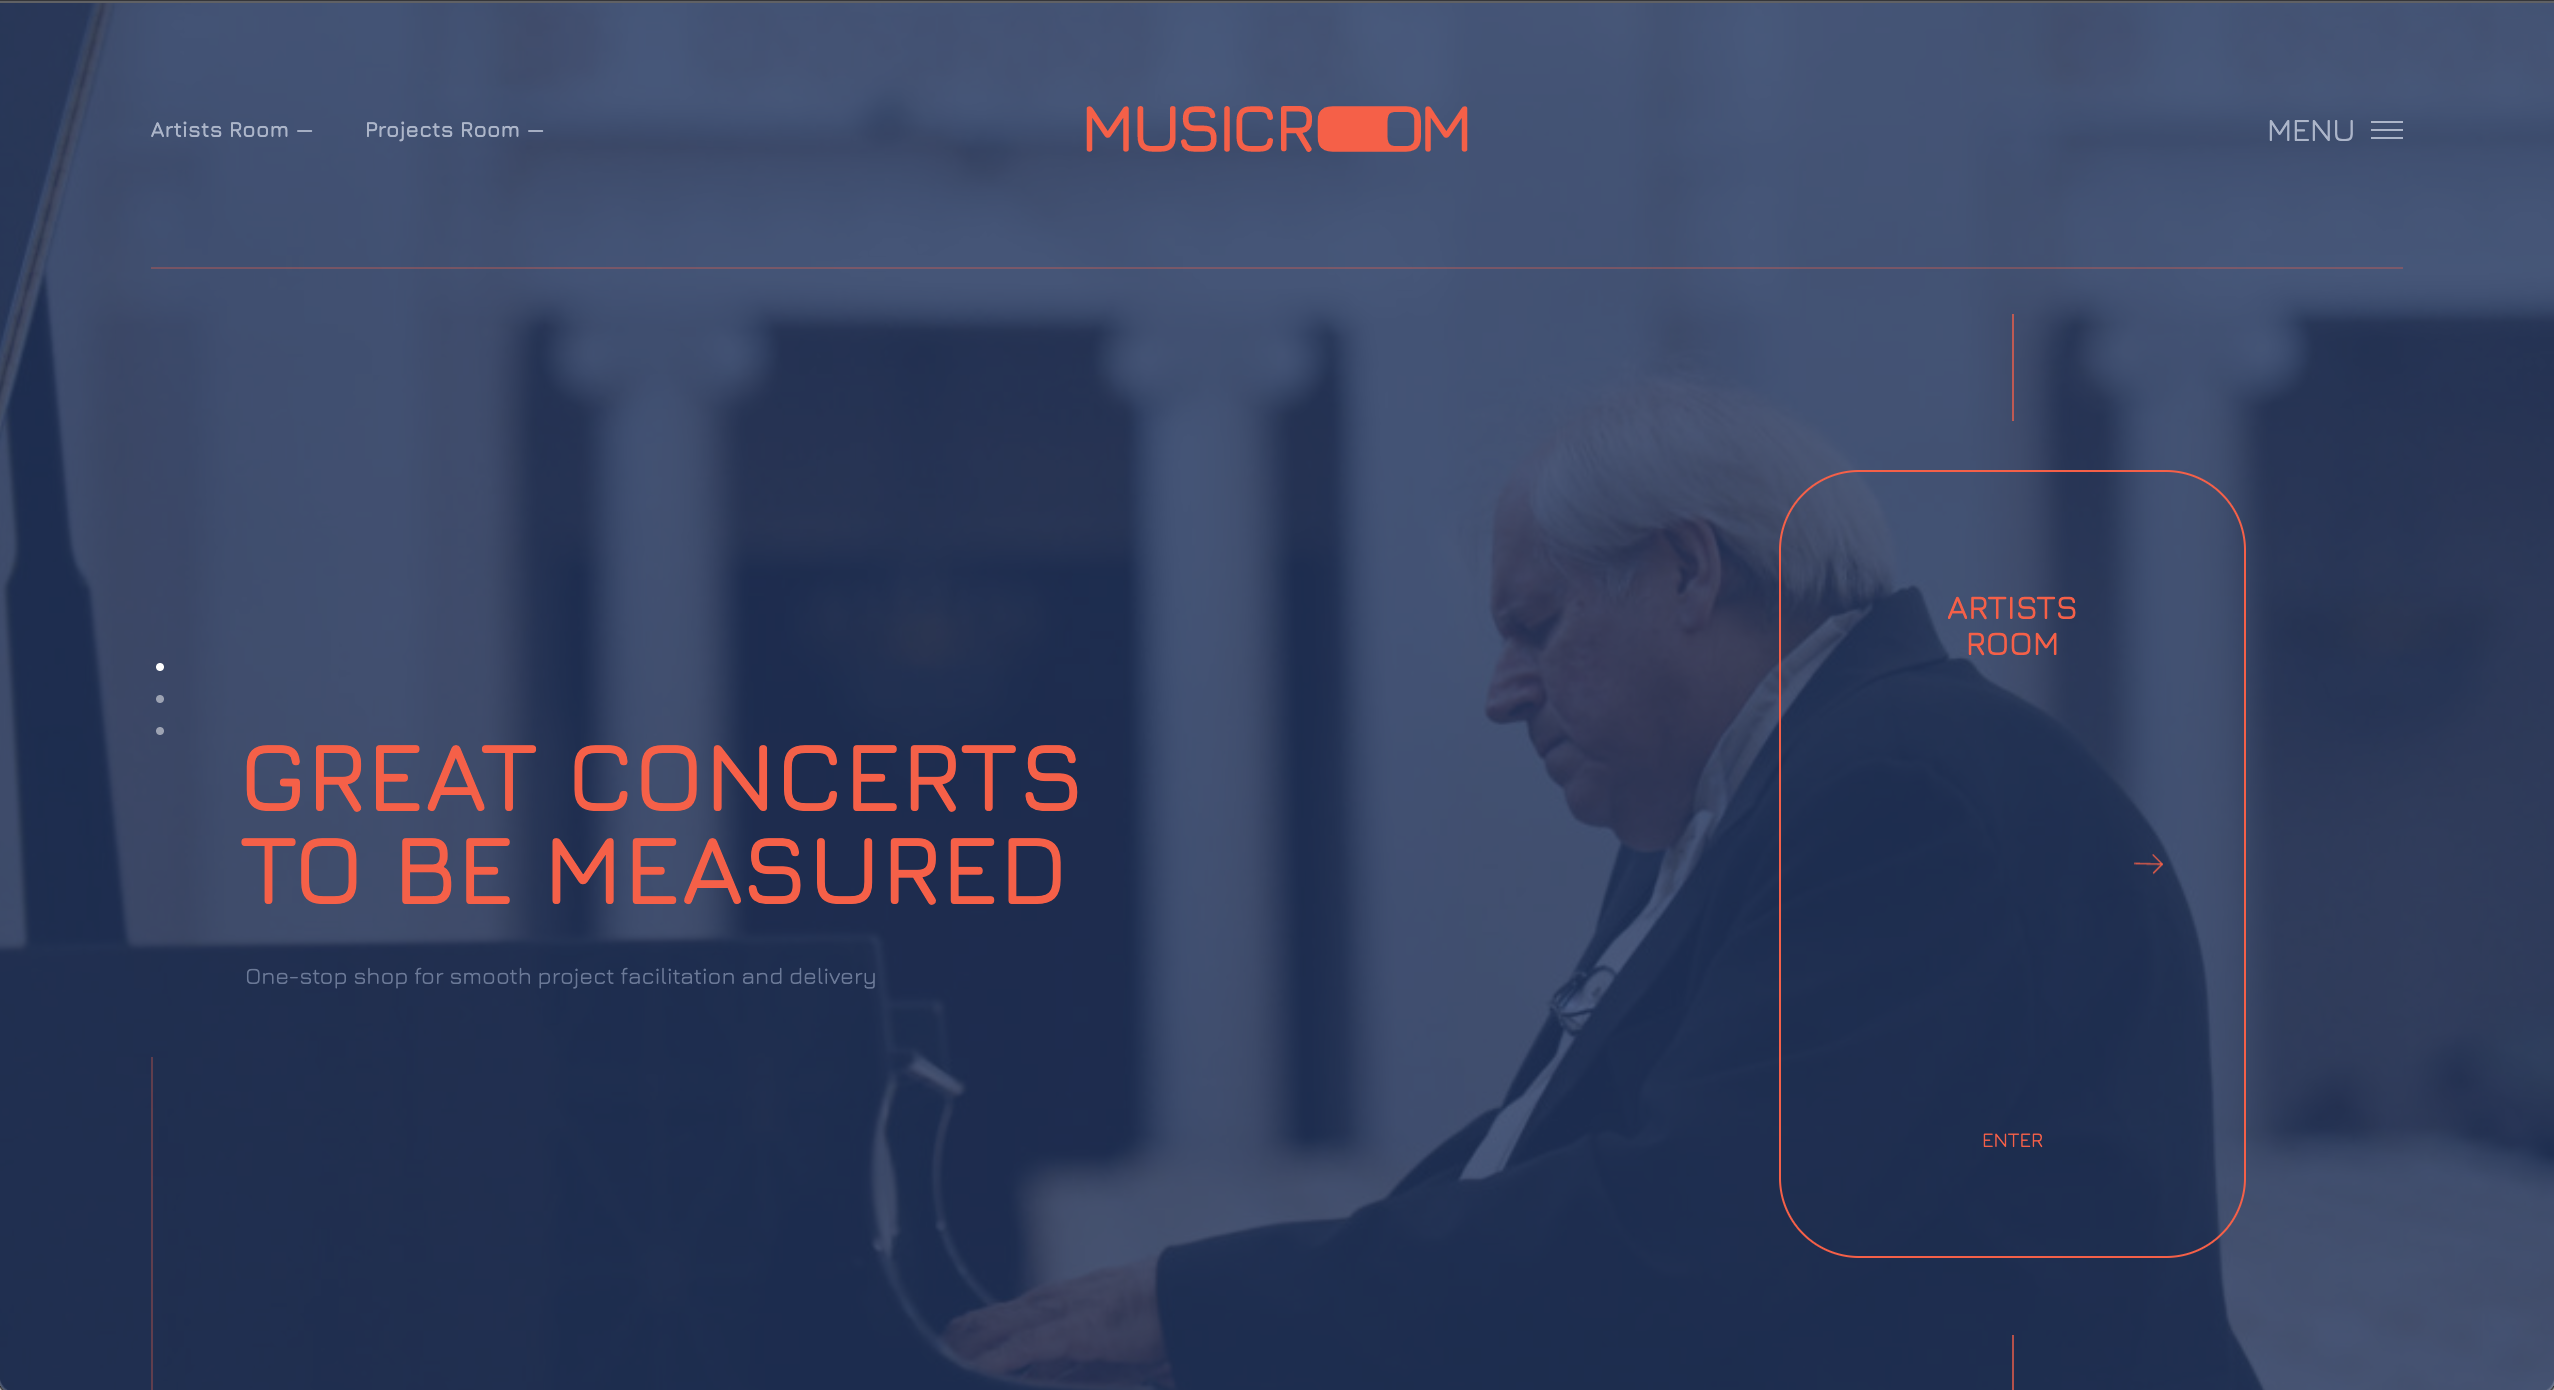 Artists Room —
Projects Room —
MUSICROOM
MENU
ARTISTS
ROOM
GREAT CONCERTS
TO BE MEASURED
One-stop shop for smooth project facilitation and delivery
ENTER